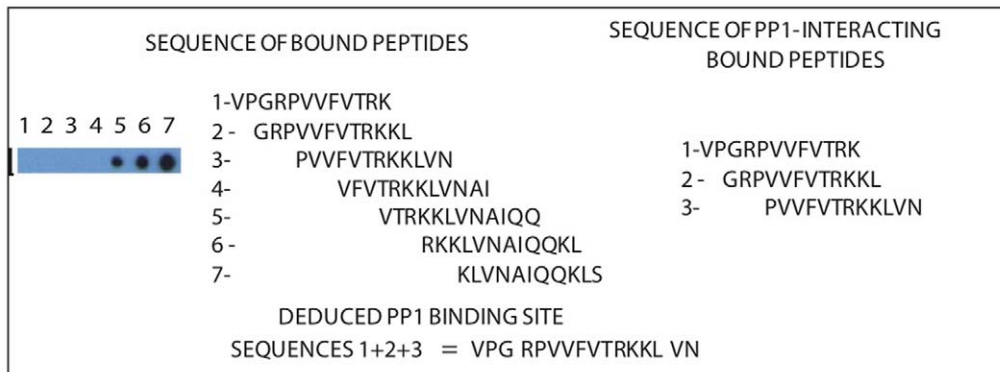 SEQUENCE OF BOUND PEPTIDES
1 2 3 4 5 6 7
1-VPGRPVVFVTRK
2 - GRPVVFVTRKKL
3- PVVFVTRKKLVN
4- VFVTRKKLVNAI
5- VTRKKLVNAIQQ
6 - RKKLVNAIQQKL
7- KLVNAIQQKLS
SEQUENCE OF PP1-INTERACTING
BOUND PEPTIDES
1-VPGRPVVFVTRK
2 - GRPVVFVTRKKL
3- PVVFVTRKKLVN
DEDUCED PP1 BINDING SITE
SEQUENCES 1+2+3 = VPG RPVVFVTRKKL VN